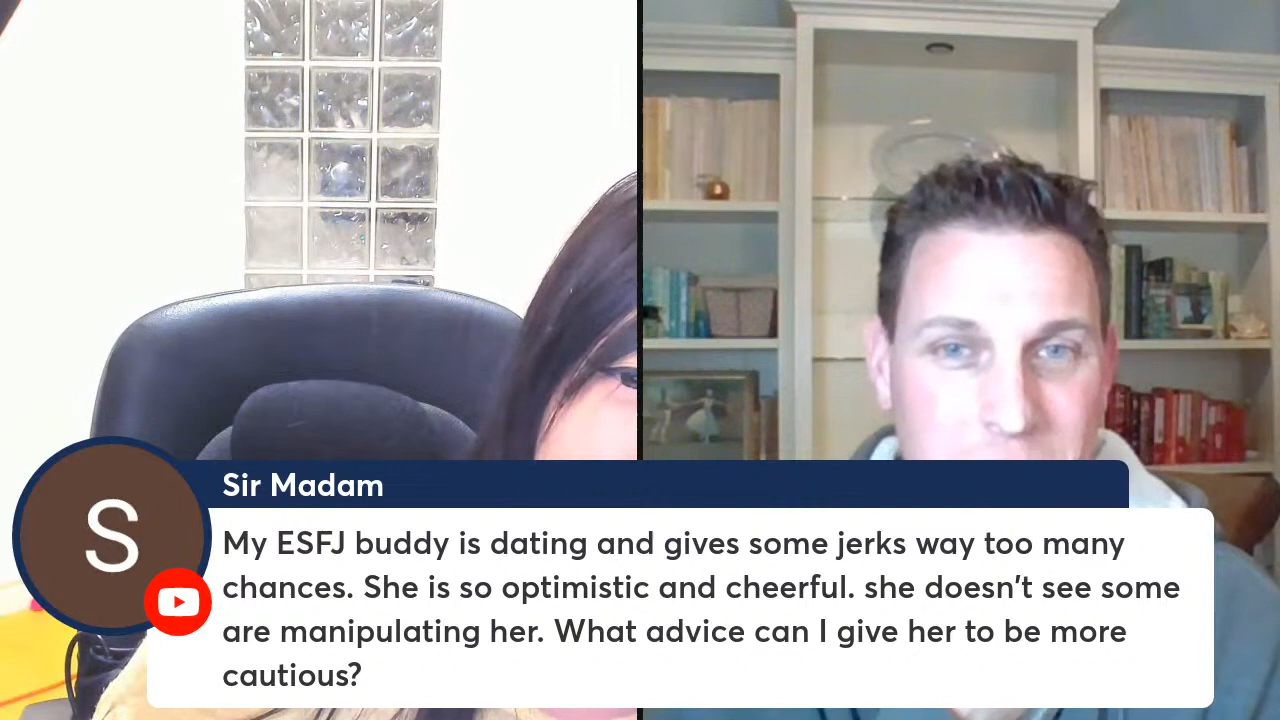 Sir Madam
S
My ESFJ buddy is dating and gives some jerks way too many
chances. She is so optimistic and cheerful. she doesn't see some
are manipulating her. What advice can I give her to be more
cautious?